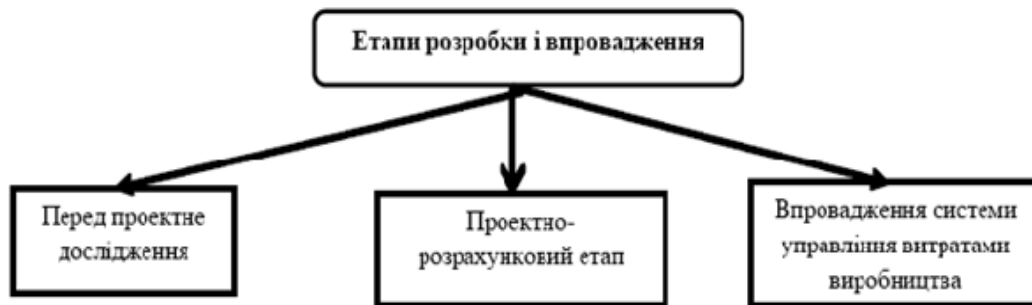 Етапи розробки і впровадження
Перед проектне
дослідження
Проектно-
розрахунковий етап
Впровадження системи
управління витратами
виробництва